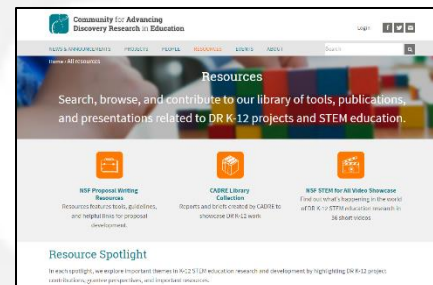 Community for Advancing
Discovery Research in Education
Login
NEWS & ANNOUNCEMENTS PROJECTS PEOPLE RESOURCES EVENTS ABOUT
Search
Home › All resources
Resources
Search, browse, and contribute to our library of tools, publications,
and presentations related to DR K-12 projects and STEM education.
NSF Proposal Writing
Resources
Resources features tools, guidelines,
and helpful links for proposal
development.
CADRE Library
Collection
Reports and briefs created by CADRE to
showcase DR K-12 work
NSF STEM for All Video Showcase
Find out what's happening in the world
of DR K-12 STEM education research in
36 short videos.
Resource Spotlight
In each spotlight, we explore important themes in K-12 STEM education research and development by highlighting DR K-12 project
contributions, grantee perspectives, and important resources.